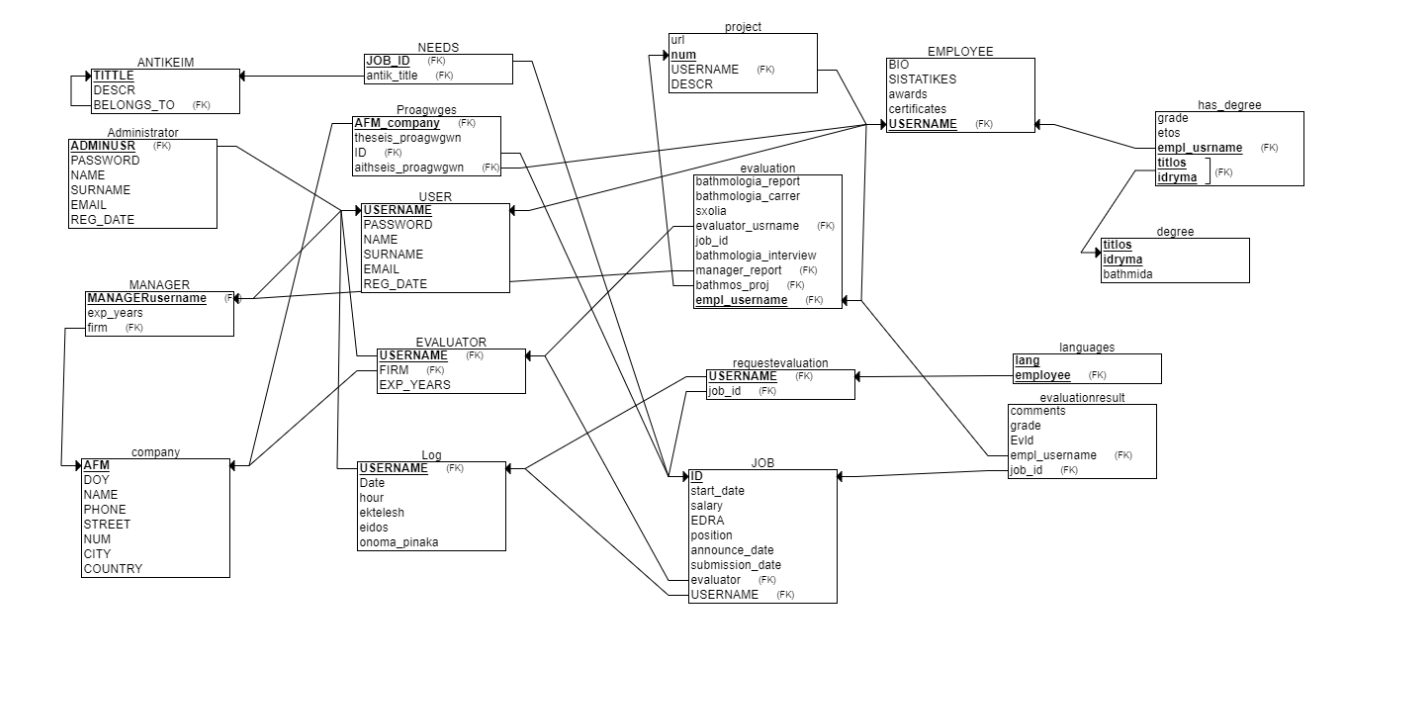 ANTIKEIM
TITTLE
DESCR
BELONGS_TO (FK)
NEEDS
JOB_ID (FK)
antik_title (FK)
project
url
num
USERNAME (FK)
DESCR
EMPLOYEE
BIO
SISTATIKES
awards
certificates
USERNAME (FK)
has_degree
grade
etos
empl_usrname (FK)
titlos
idryma
(FK)
Administrator
ADMINUSR (FK)
PASSWORD
NAME
SURNAME
EMAIL
REG_DATE
Proagwges
AFM_company (FK)
theseis_proagwgwn
ID (FK)
aithseis_proagwgwn (FK)
USER
USERNAME
PASSWORD
NAME
SURNAME
EMAIL
REG_DATE
evaluation
bathmologia_report
bathmologia_carrer
sxolia
evaluator_usrname (FK)
job_id
bathmologia_interview
manager_report (FK)
bathmos_proj (FK)
empl_username (FK)
degree
titlos
idryma
bathmida
MANAGER
MANAGERusername (FK)
exp_years
firm (FK)
EVALUATOR
USERNAME (FK)
FIRM (FK)
EXP_YEARS
requestevaluation
USERNAME (FK)
job_id (FK)
languages
lang
employee (FK)
evaluationresult
comments
grade
EvId
empl_username (FK)
job_id (FK)
company
AFM
DOY
NAME
PHONE
STREET
NUM
CITY
COUNTRY
Log
USERNAME (FK)
Date
hour
ektelesh
eidos
onoma_pinaka
JOB
ID
start_date
salary
EDRA
position
announce_date
submission_date
evaluator (FK)
USERNAME (FK)